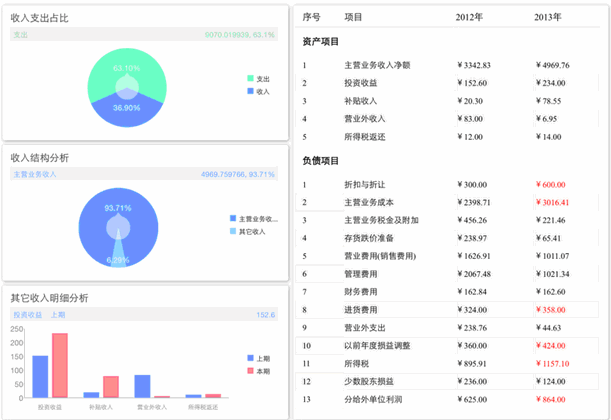 收入支出占比
支出 9070.019929, 63.1%
63.10%
36.90%
支出
收入
收入结构分析
主营业务收入 4969.759766, 93.71%
93.71%
6.29%
主营业务收...
其它收入
其它收入明细分析
投资收益 上期 152.6
250
200
150
100
50
0
投资收益 补贴收入 营业外收入 所得税返还
上期
本期
序号 项目 2012年 2013年
资产项目
1 主营业务收入净额 ¥3342.83 ¥4969.76
2 投资收益 ¥152.60 ¥234.00
3 补贴收入 ¥20.30 ¥78.55
4 营业外收入 ¥83.00 ¥6.95
5 所得税返还 ¥12.00 ¥14.00
负债项目
1 折扣与折让 ¥300.00 ¥600.00
2 主营业务成本 ¥2398.71 ¥3016.41
3 主营业务税金及附加 ¥456.26 ¥221.46
4 存货跌价准备 ¥238.97 ¥65.41
5 营业费用(销售费用) ¥1626.91 ¥1011.07
6 管理费用 ¥2067.48 ¥1021.34
7 财务费用 ¥162.84 ¥162.60
8 进货费用 ¥324.00 ¥358.00
9 营业外支出 ¥238.76 ¥44.63
10 以前年度损益调整 ¥360.00 ¥424.00
11 所得税 ¥895.91 ¥1157.10
12 少数股东损益 ¥236.00 ¥124.00
13 分给外单位利润 ¥625.00 ¥864.00